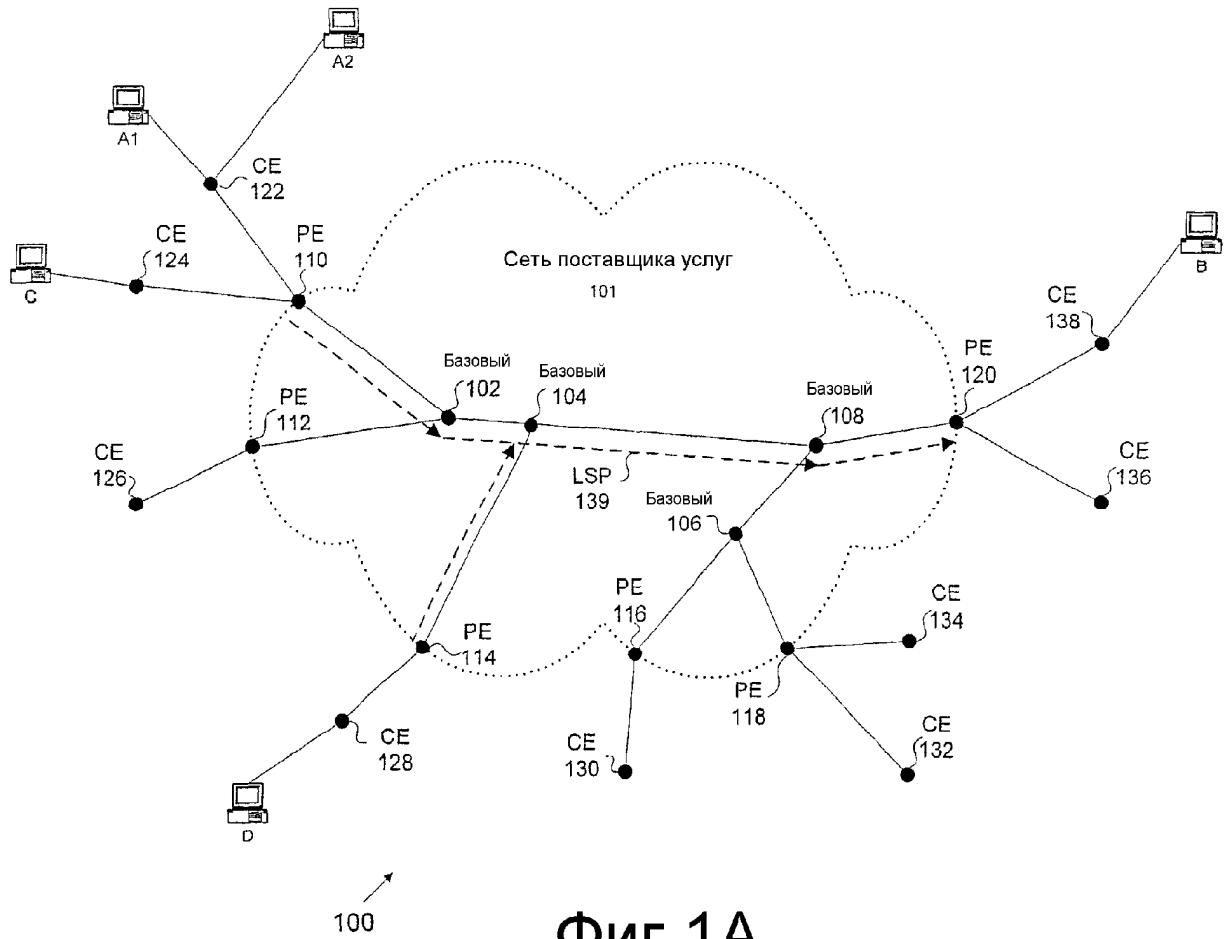 A2
A1
CE
122
CE
124
C
PE
110
Сеть поставщика услуг
101
B
CE
138
PE
120
Базовый
102
Базовый
104
Базовый
108
PE
112
CE
126
LSP
139
CE
136
Базовый
106
PE
116
CE
134
PE
114
PE
118
CE
128
CE
130
CE
132
D
100
Фиг.1А